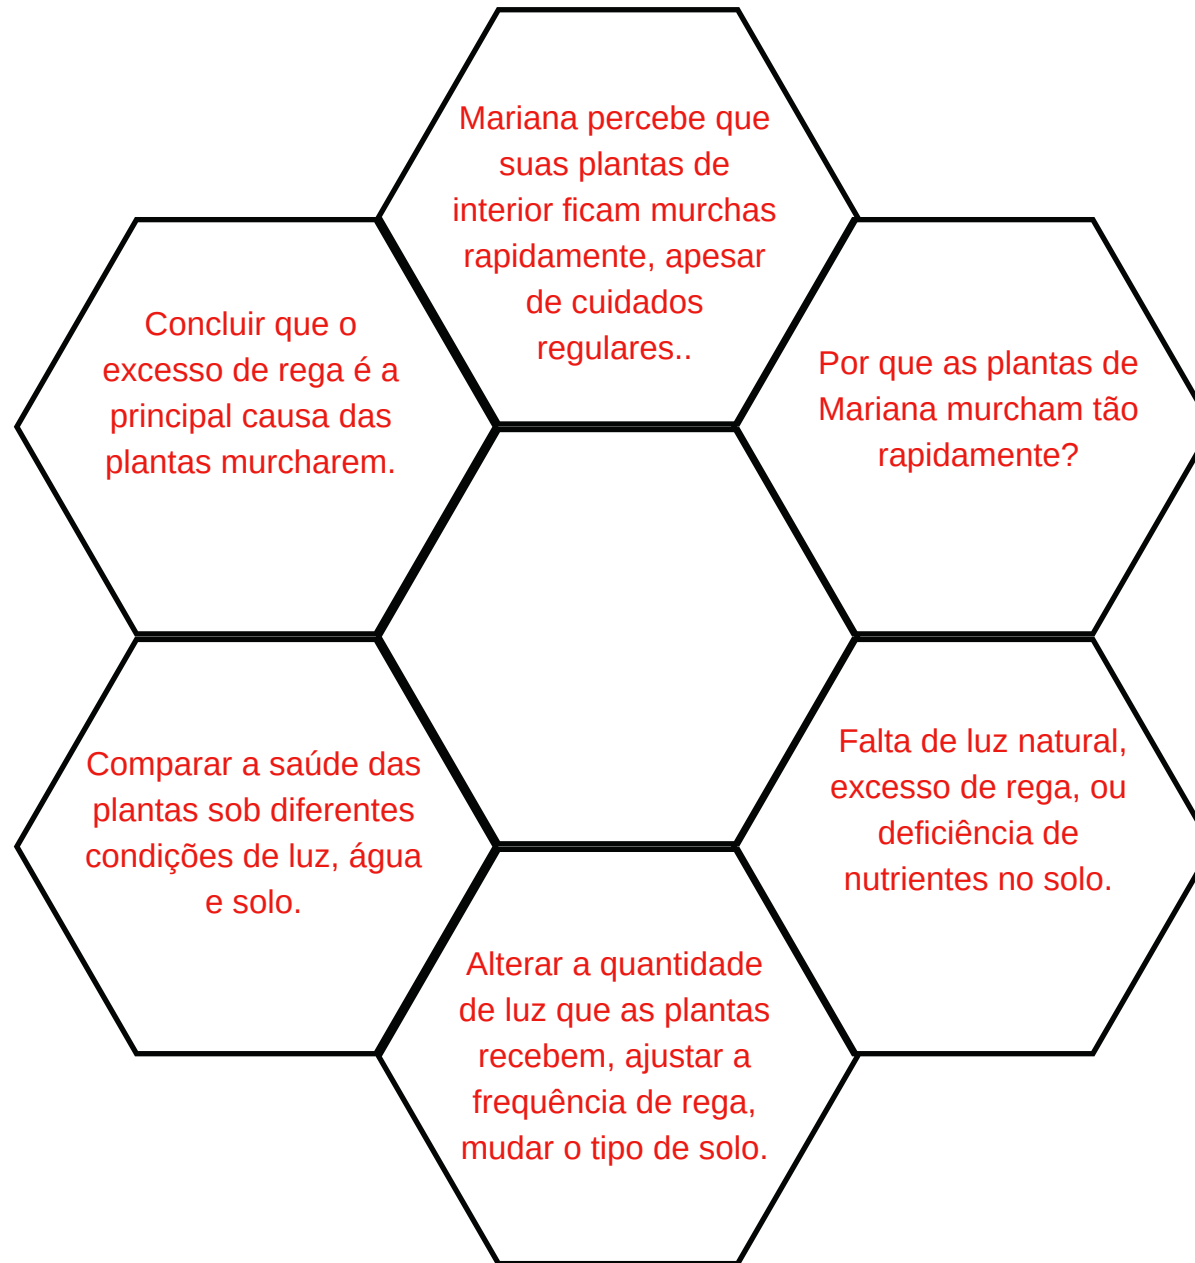 Mariana percebe que
suas plantas de
interior ficam murchas
rapidamente, apesar
de cuidados
regulares..
Por que as plantas de
Mariana murcham tão
rapidamente?
Falta de luz natural,
excesso de rega, ou
deficiência de
nutrientes no solo.
Alterar a quantidade
de luz que as plantas
recebem, ajustar a
frequência de rega,
mudar o tipo de solo.
Comparar a saúde das
plantas sob diferentes
condições de luz, água
e solo.
Concluir que o
excesso de rega é a
principal causa das
plantas murcharem.